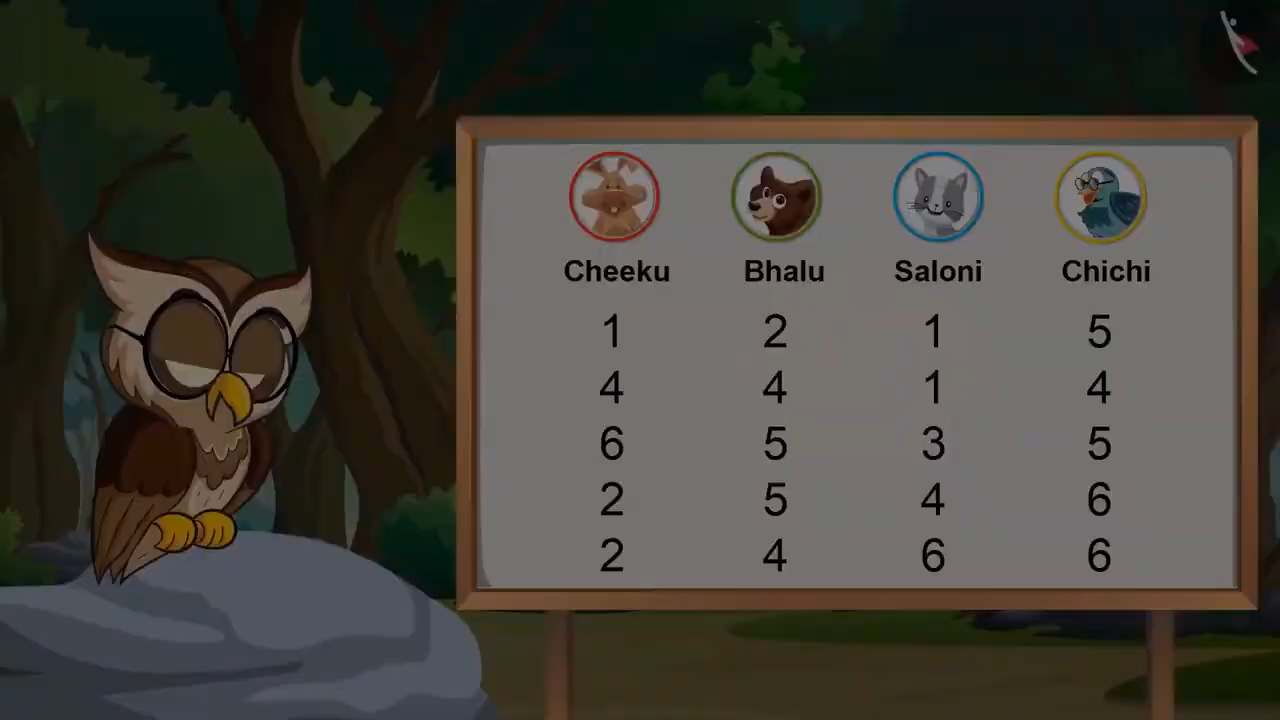 Cheeku Bhalu Saloni Chichi
1 2 1 5
4 4 1 4
6 5 3 5
2 5 4 6
2 4 6 6